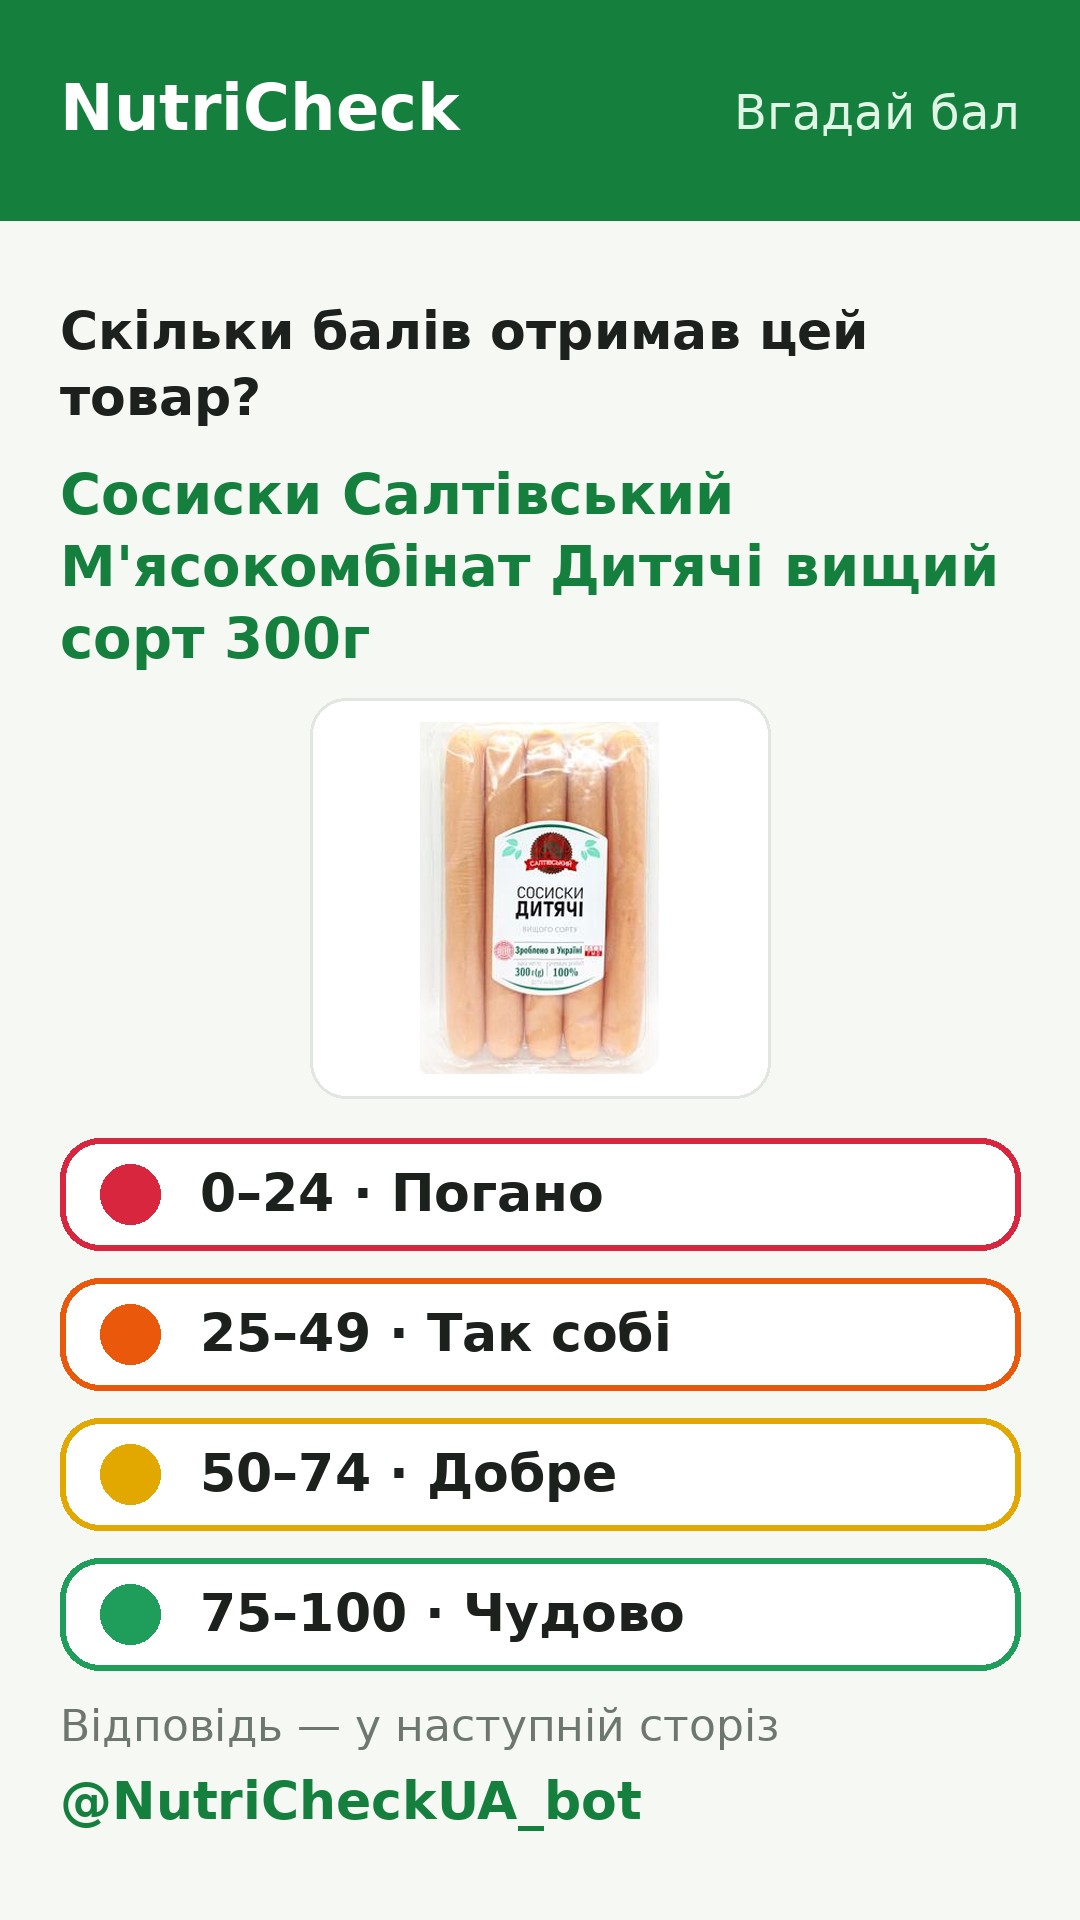 NutriCheck
Вгадай бал
Скільки балів отримав цей
товар?
Сосиски Салтівський
М'ясокомбінат Дитячі вищий
сорт 300г
САЛТІВСЬКИЙ
СОСИСКИ
ДИТЯЧІ
ВИЩОГО СОРТУ
Зроблено в Україні
300г(g) 100%
0–24 · Погано
25–49 · Так собі
50–74 · Добре
75–100 · Чудово
Відповідь — у наступній сторіз
@NutriCheckUA_bot